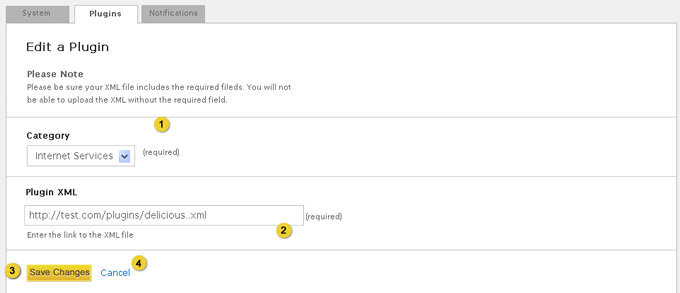 System Plugins Notifications
Edit a Plugin
Please Note
Please be sure your XML file includes the required fileds. You will not
be able to upload the XML without the required field.
1
Category
Internet Services (required)
Plugin XML
http://test.com/plugins/delicious..xml (required)
2
Enter the link to the XML file
3 Save Changes Cancel 4